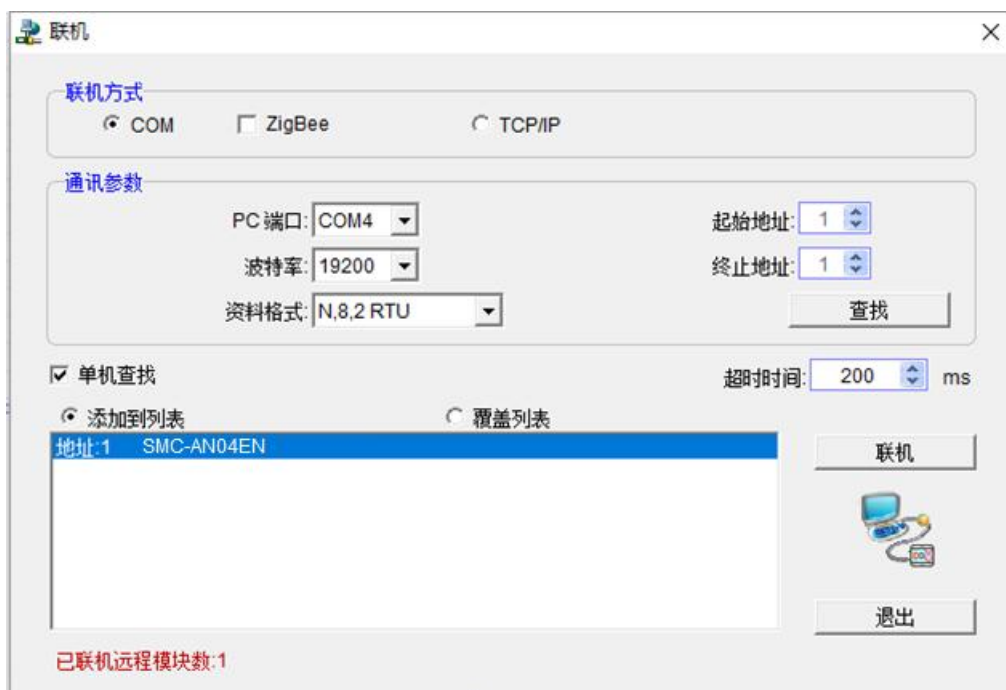 联机
联机方式
COM ZigBee TCP/IP
通讯参数
PC 端口: COM4 起始地址: 1
波特率: 19200 终止地址: 1
资料格式: N,8,2 RTU 查找
单机查找 超时时间: 200 ms
添加到列表 覆盖列表
地址:1 SMC-AN04EN
联机
退出
已联机远程模块数:1